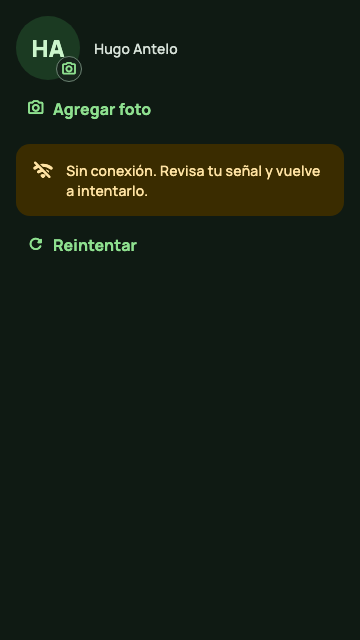 HA
Hugo Antelo
Agregar foto
Sin conexión. Revisa tu señal y vuelve
a intentarlo.
Reintentar